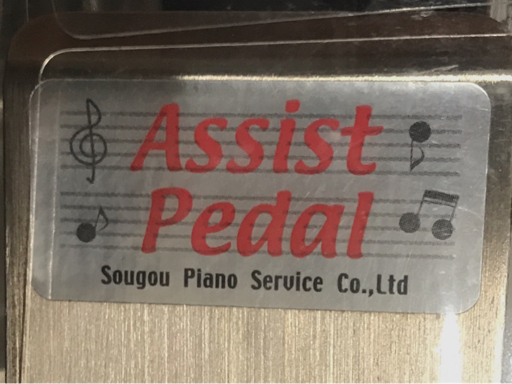 Assist
Pedal
Sougou Piano Service Co.,Ltd